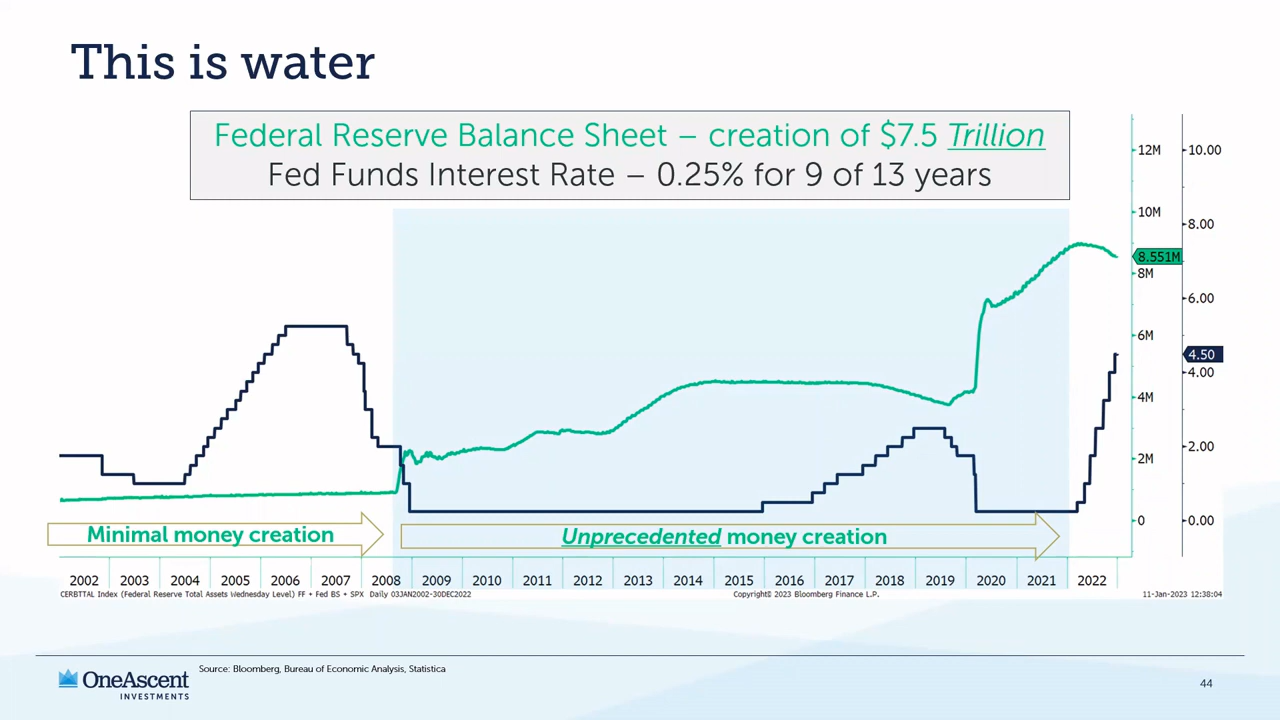 This is water
Federal Reserve Balance Sheet – creation of $7.5 Trillion
Fed Funds Interest Rate – 0.25% for 9 of 13 years
12M
10.00
10M
8.00
8.551M
8M
6.00
6M
4.50
4.00
4M
2.00
2M
0
0.00
Minimal money creation
Unprecedented money creation
2002 2003 2004 2005 2006 2007 2008 2009 2010 2011 2012 2013 2014 2015 2016 2017 2018 2019 2020 2021 2022
CERBTTAL Index (Federal Reserve Total Assets Wednesday Level) FF + Fed BS + SPX Daily 03JAN2002-30DEC2022
Copyright© 2023 Bloomberg Finance L.P.
11-Jan-2023 12:38:04
Source: Bloomberg, Bureau of Economic Analysis, Statistica
OneAscent
INVESTMENTS
44